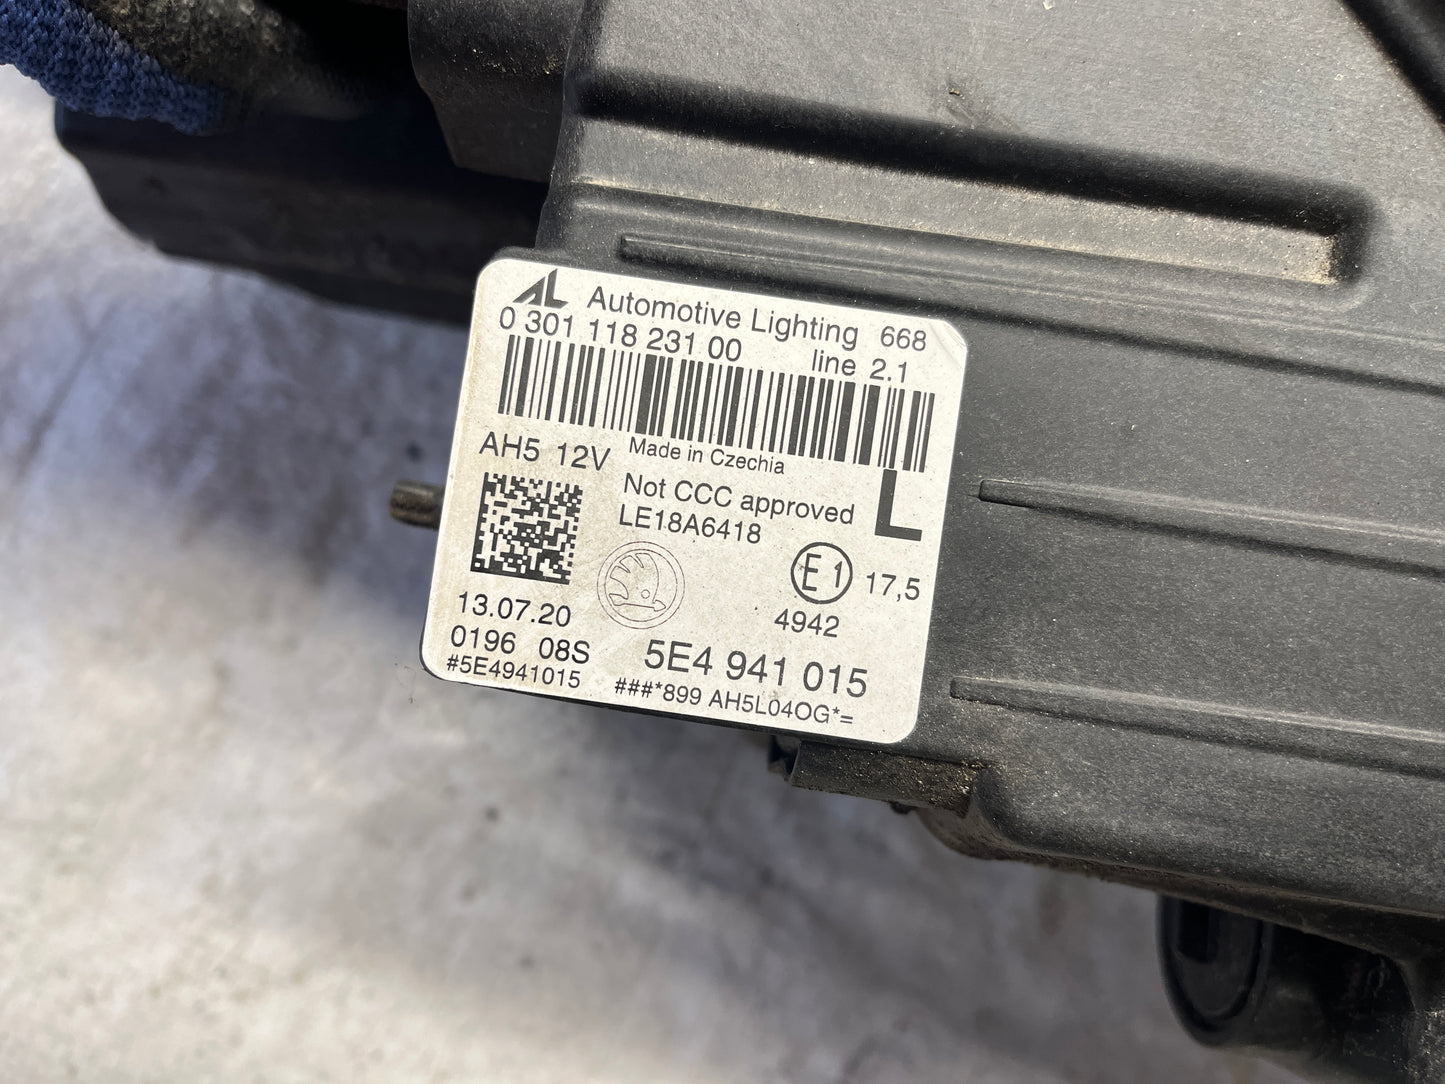 AL Automotive Lighting 668
0 301 118 231 00 line 2.1
AH5 12V Made in Czechia
Not CCC approved L
LE18A6418
E1 17,5
4942
13.07.20
0196 08S
#5E4941015
5E4 941 015
###*899 AH5L04OG*=